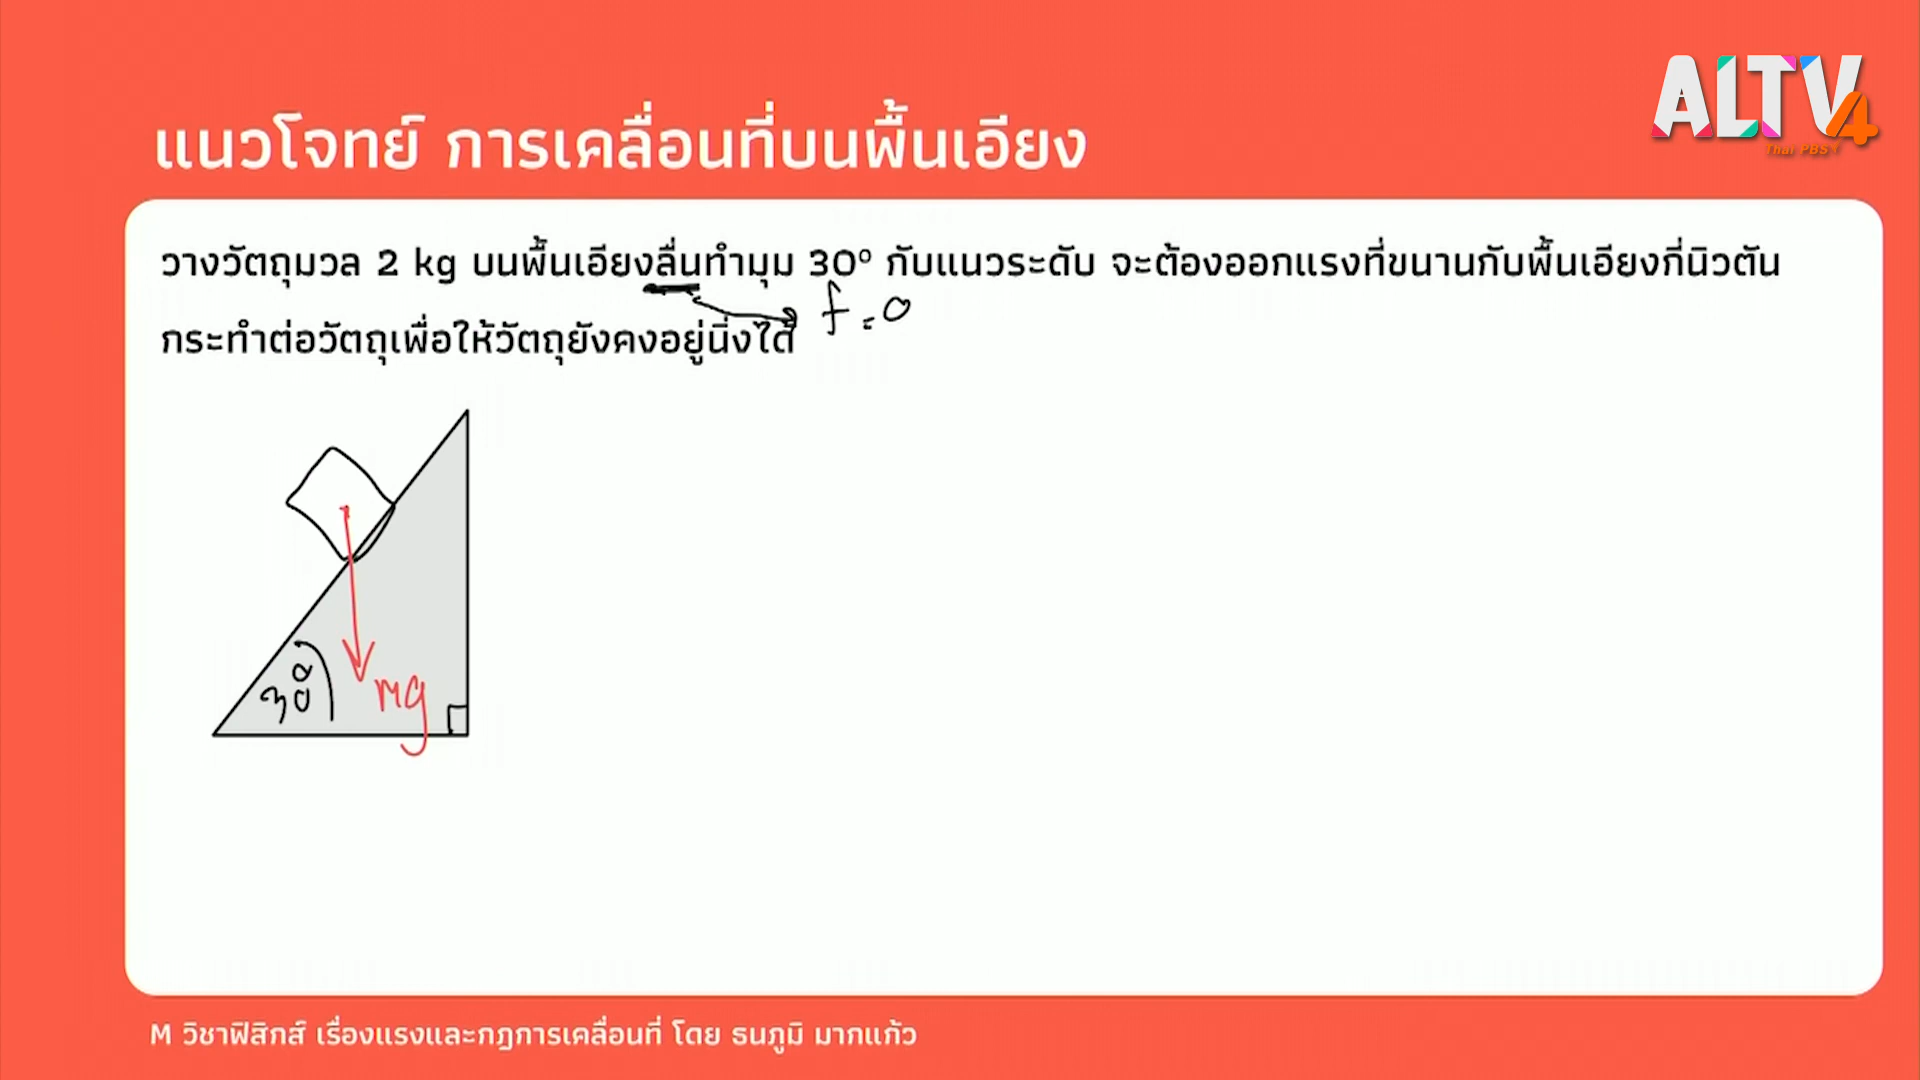 ALTV4
Thai PBS
แนวโจทย์ การเคลื่อนที่บนพื้นเอียง
วางวัตถุมวล 2 kg บนพื้นเอียงลื่นทำมุม 30° กับแนวระดับ จะต้องออกแรงที่ขนานกับพื้นเอียงกี่นิวตัน
f = 0
กระทำต่อวัตถุเพื่อให้วัตถุยังคงอยู่นิ่งได้
30°
mg
M วิชาฟิสิกส์ เรื่องแรงและกฎการเคลื่อนที่ โดย ธนภูมิ มากแก้ว